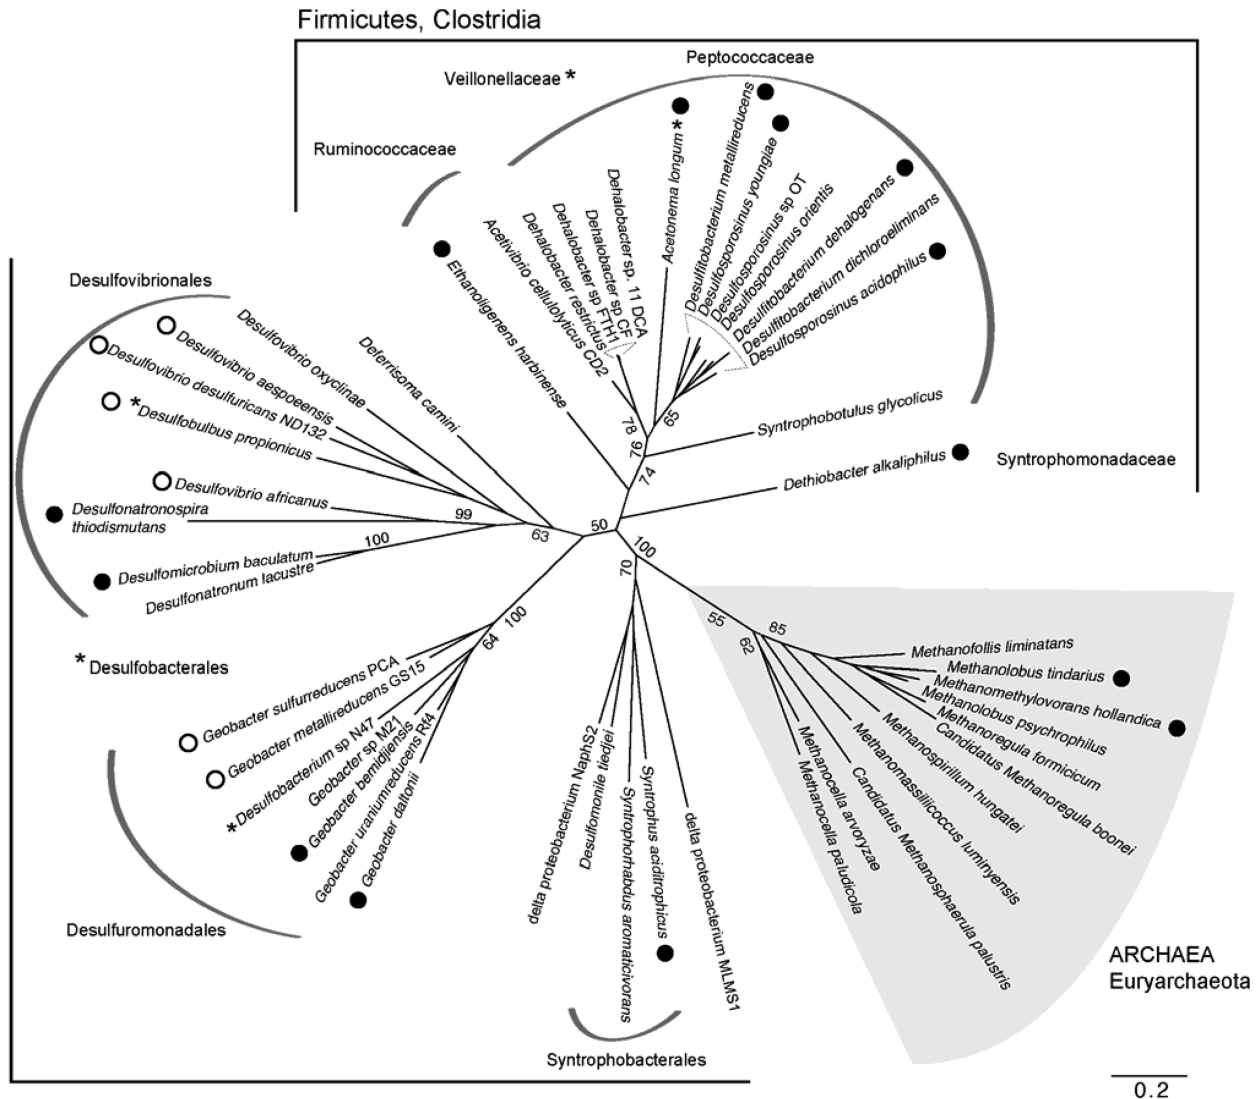 Firmicutes, Clostridia
Peptococcaceae
Veillonellaceae *
Ruminococcaceae
Acetonema longum *
Desulfitobacterium metallireducens
Desulfosporosinus youngiae
Desulfosporosinus sp OT
Desulfosporosinus orientis
Desulfitobacterium dehalogenans
Desulfitobacterium dichloroeliminans
Desulfosporosinus acidophilus
Dehalobacter sp. 11 DCA
Dehalobacter sp CF
Dehalobacter sp FTH1
Dehalobacter restrictus
Acetivibrio cellulolyticus CD2
Ethanoligenens harbinense
78
65
76
74
Syntrophobotulus glycolicus
Dethiobacter alkaliphilus
Syntrophomonadaceae
Desulfovibrionales
Desulfovibrio oxyclinae
Deferrisoma camini
Desulfovibrio aespoeensis
Desulfovibrio desulfuricans ND132
*Desulfobulbus propionicus
Desulfovibrio africanus
Desulfonatronospira
thiodismutans
Desulfomicrobium baculatum
Desulfonatronum lacustre
99
100
63
50
100
70
* Desulfobacterales
100
64
Geobacter sulfurreducens PCA
Geobacter metallireducens GS15
*Desulfobacterium sp N47
Geobacter sp M21
Geobacter bemidjiensis
Geobacter uraniumreducens Rf4
Geobacter daltonii
Desulfuromonadales
delta proteobacterium NaphS2
Desulfomonile tiedjei
Syntrophorhabdus aromaticivorans
Syntrophus aciditrophicus
delta proteobacterium MLMS1
Syntrophobacterales
55
62
85
Methanofollis liminatans
Methanolobus tindarius
Methanomethylovorans hollandica
Methanolobus psychrophilus
Methanoregula formicicum
Candidatus Methanoregula boonei
Methanospirillum hungatei
Methanomassiliicoccus luminyensis
Candidatus Methanosphaerula palustris
Methanocella arvoryzae
Methanocella paludicola
ARCHAEA
Euryarchaeota
0.2